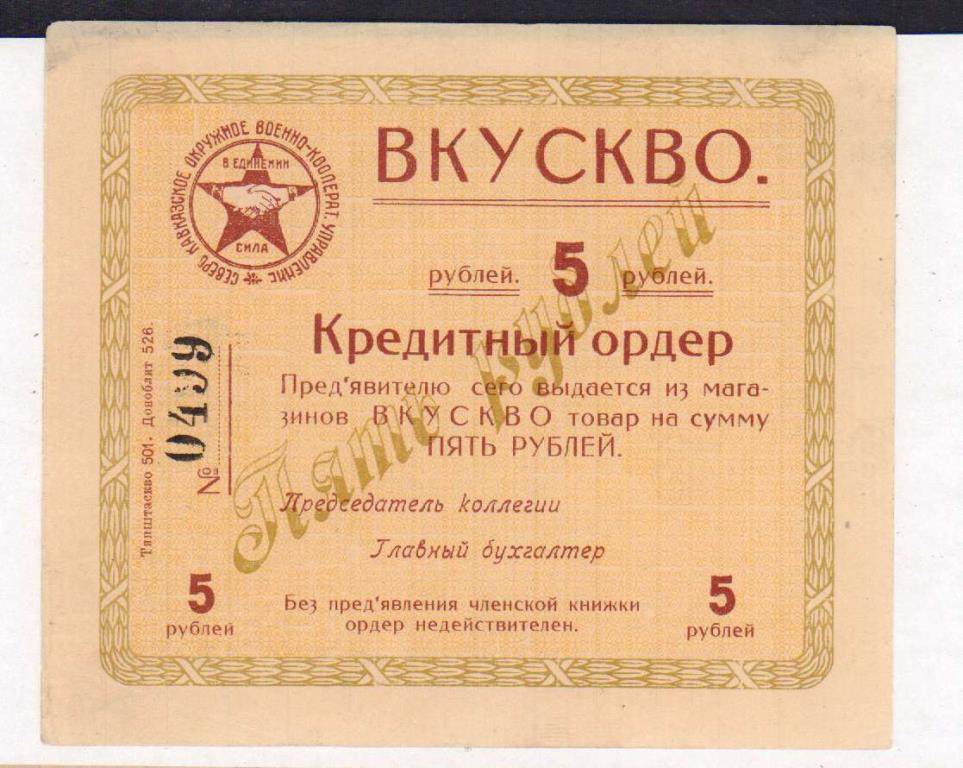 ВКУСКВО.
СЕВЕРО КАВКАЗСКОЕ ОКРУЖНОЕ ВОЕННО-КООПЕРАТ. УПРАВЛЕНИЕ
В ЕДИНЕНИИ
СИЛА
рублей. 5 рублей.
Кредитный ордер
Пред'явителю сего выдается из мага-
зинов ВКУСКВО товар на сумму
ПЯТЬ РУБЛЕЙ.
Пять рублей
Председатель коллегии
Главный бухгалтер
№ 0499
Типштаскво 501. Доноблит 526.
5
рублей
Без пред'явления членской книжки
ордер недействителен.
5
рублей